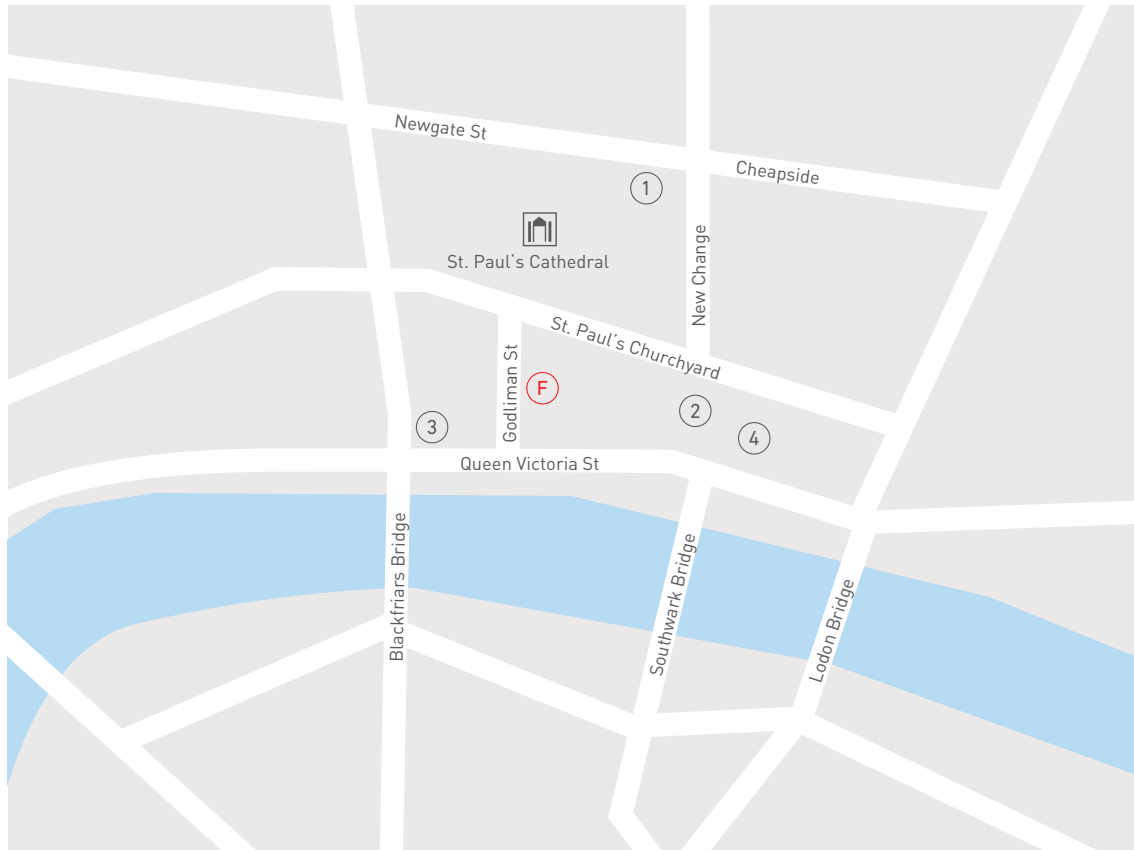 Newgate St
Cheapside
1
St. Paul's Cathedral
New Change
St. Paul's Churchyard
Godliman St
F
2
3
4
Queen Victoria St
Blackfriars Bridge
Southwark Bridge
Lodon Bridge